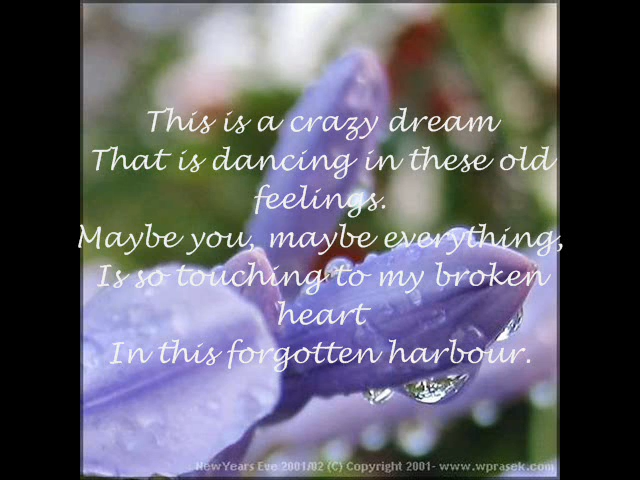 This is a crazy dream
That is dancing in these old
feelings.
Maybe you, maybe everything,
Is so touching to my broken
heart
In this forgotten harbour.
New Years Eve 2001/02 (C) Copyright 2001- www.wprasek.com